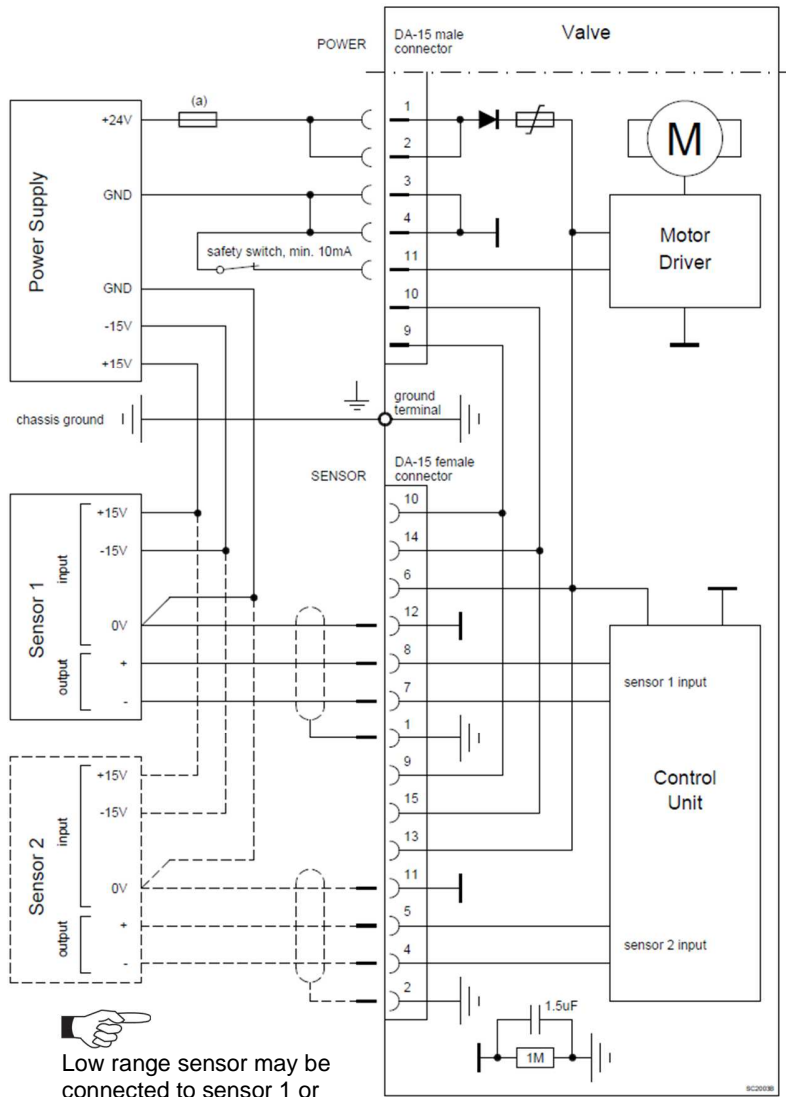 POWER
DA-15 male
connector
Valve
Power Supply
+24V
(a)
GND
safety switch, min. 10mA
GND
-15V
+15V
1
2
3
4
11
10
9
M
Motor
Driver
chassis ground
ground
terminal
SENSOR
DA-15 female
connector
Sensor 1
input
+15V
-15V
0V
output
+
-
10
14
6
12
8
7
1
9
15
13
11
5
4
2
sensor 1 input
Control
Unit
sensor 2 input
Sensor 2
input
+15V
-15V
0V
output
+
-
1.5uF
1M
Low range sensor may be
connected to sensor 1 or
SC2003B